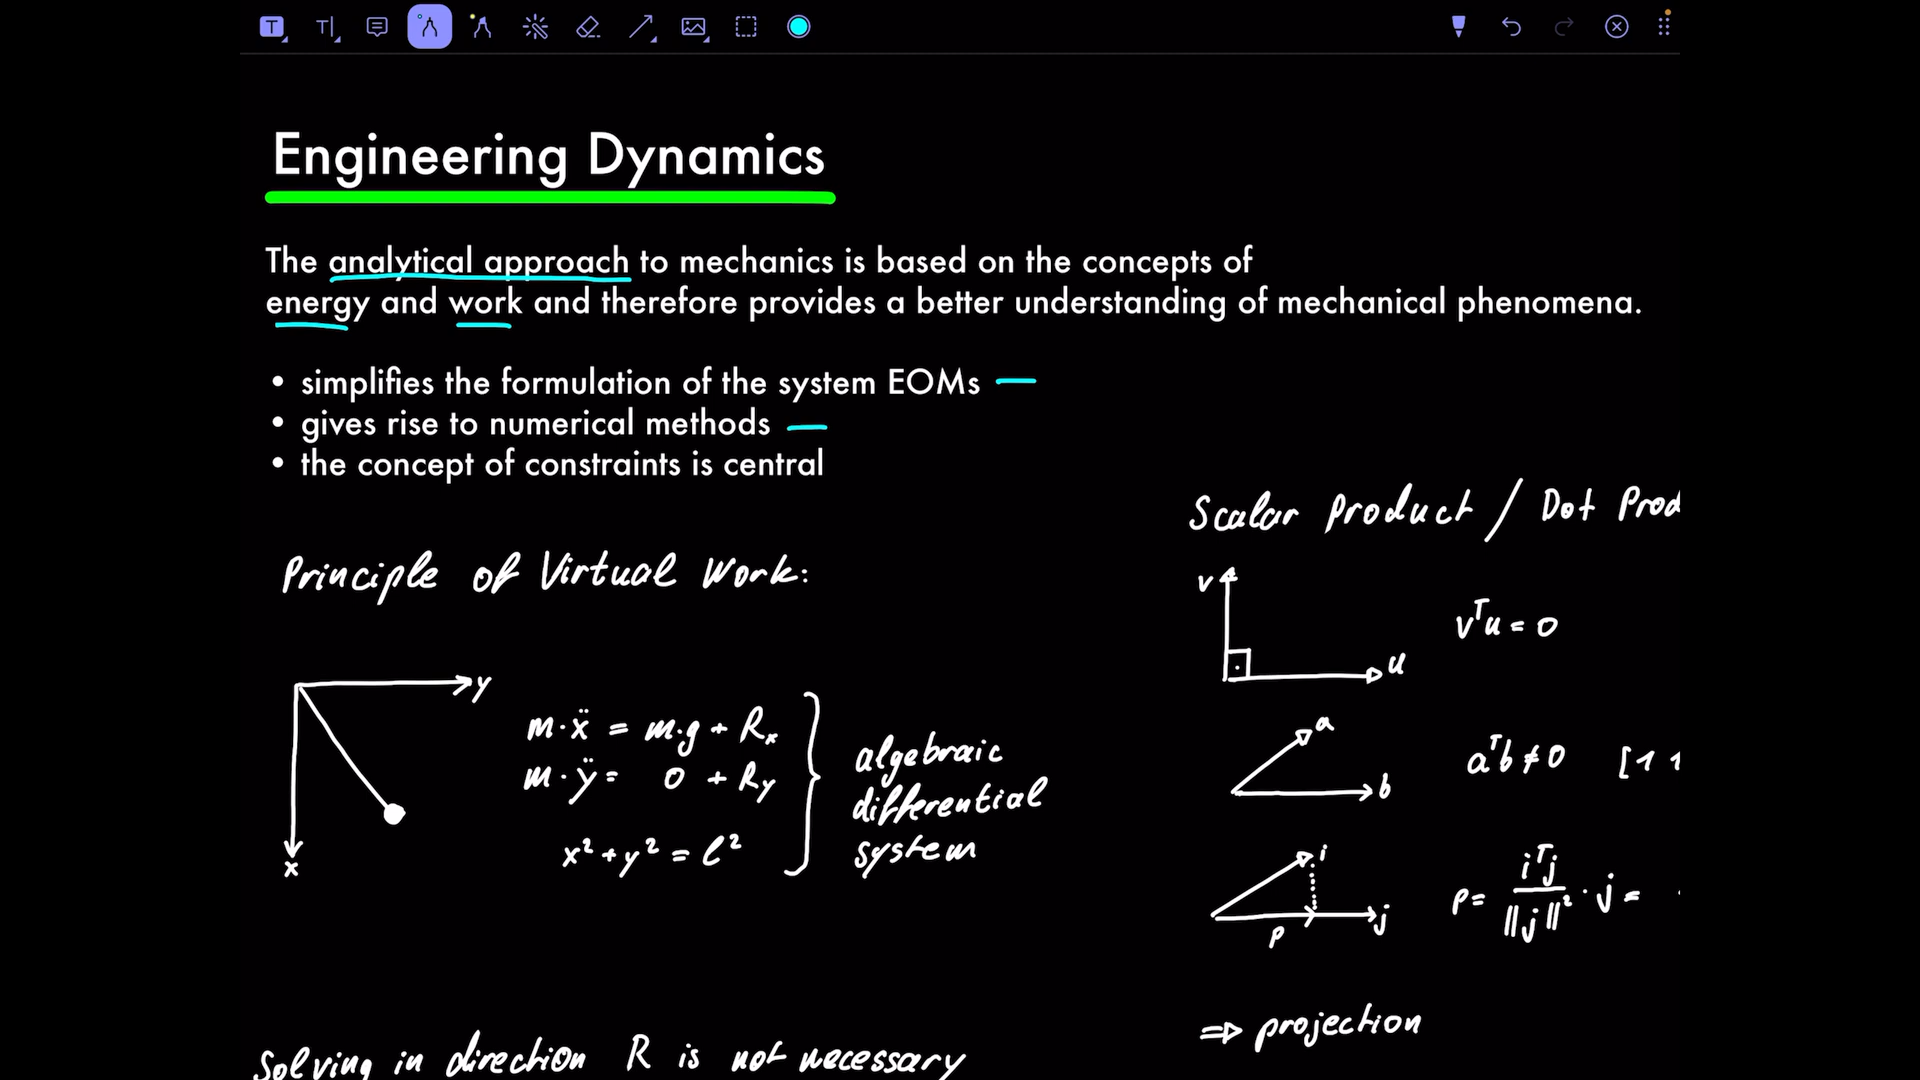 Engineering Dynamics
The analytical approach to mechanics is based on the concepts of
energy and work and therefore provides a better understanding of mechanical phenomena.
• simplifies the formulation of the system EOMs
• gives rise to numerical methods
• the concept of constraints is central
Principle of Virtual Work:
y
x
m·ẍ = m·g + Rₓ
m·ÿ = 0 + Ry
x² + y² = l²
algebraic
differential
system
Solving in direction R is not necessary
Scalar Product / Dot Prod
v
u
vᵀu = 0
a
b
aᵀb ≠ 0 [1 1
i
j
p
p = iᵀj / ||j||² · j =
⇒ projection